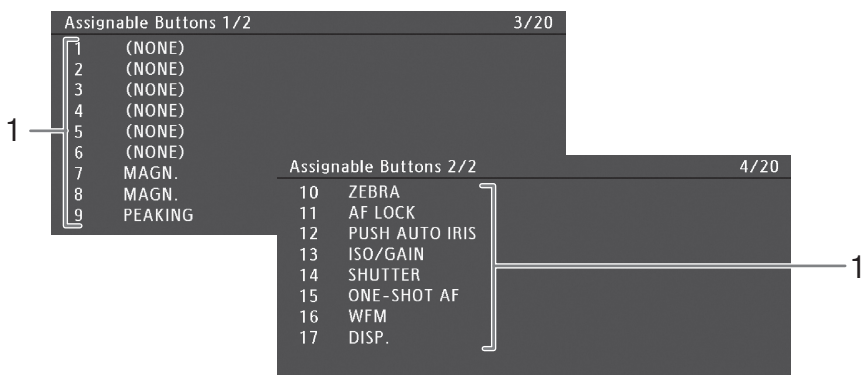 Assignable Buttons 1/2 3/20
1 (NONE)
2 (NONE)
3 (NONE)
4 (NONE)
5 (NONE)
6 (NONE)
7 MAGN.
8 MAGN.
9 PEAKING
1
Assignable Buttons 2/2 4/20
10 ZEBRA
11 AF LOCK
12 PUSH AUTO IRIS
13 ISO/GAIN
14 SHUTTER
15 ONE-SHOT AF
16 WFM
17 DISP.
1